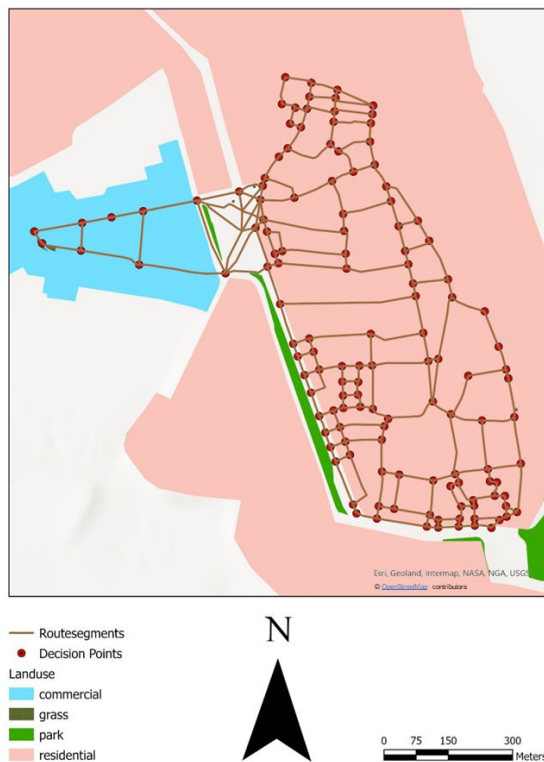 Esri, Geoland, Intermap, NASA, NGA, USGS
© OpenStreetMap contributors
Routesegments
Decision Points
Landuse
commercial
grass
park
residential
N
0 75 150 300
Meters